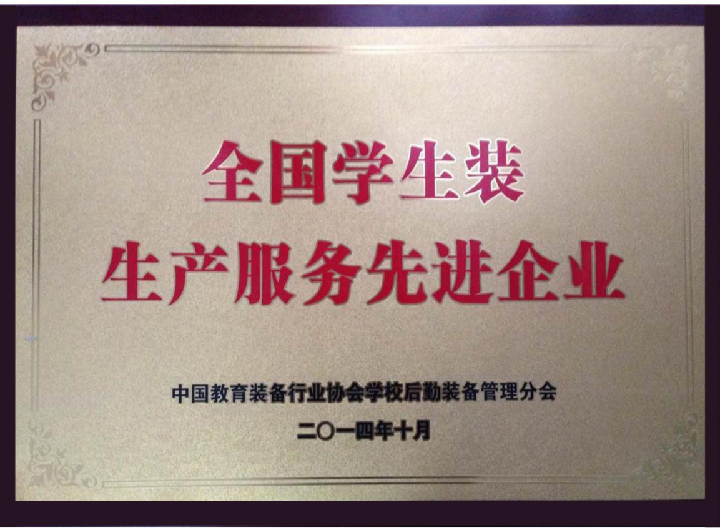 全国学生装
生产服务先进企业
中国教育装备行业协会学校后勤装备管理分会
二〇一四年十月